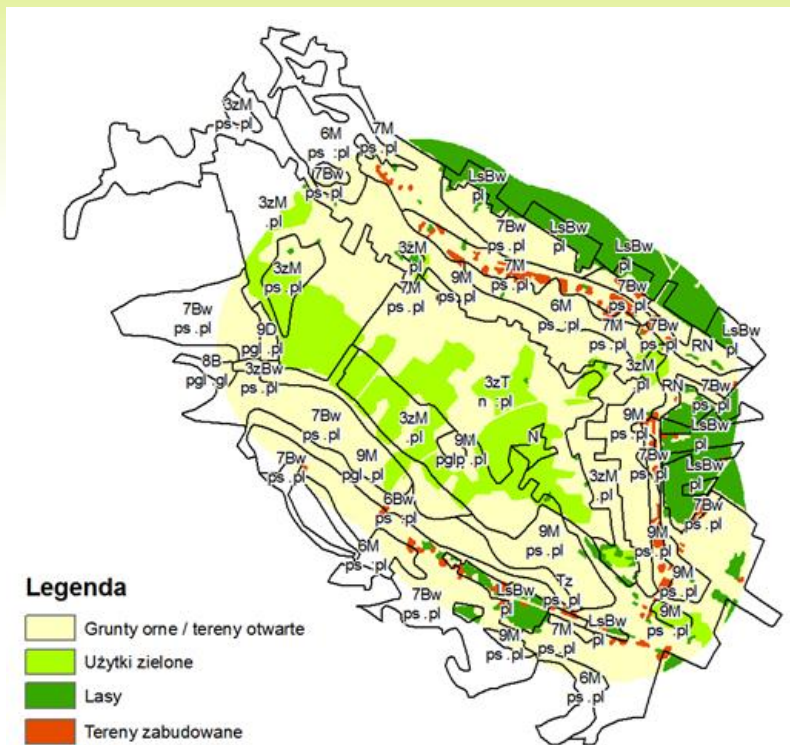 3zM
ps .:pl
6M
ps .:pl
7M
ps .:pl
7Bw
ps .:pl
LsBw
pl
3zM
.pl
7Bw
ps .:pl
LsBw
pl
LsBw
pl
3zM
ps .pl
3zM
.pl
9M
ps .pl
7M
ps .:pl
7Bw
ps .:pl
7M
ps .:pl
6M
ps .:pl
7M
ps .:pl
7Bw
ps .:pl
RN
LsBw
pl
7Bw
ps .:pl
9D
pgl .pl
8B
pgl .gl
3zBw
ps .pl
3zM
.pl
RN
7Bw
ps .:pl
3zT
n .:pl
7Bw
ps .:pl
3zM
.pl
9M
ps .pl
LsBw
pl
7Bw
ps .:pl
9M
pgl .pl
9M
pglp .pl
N
3zM
.pl
7Bw
ps .:pl
LsBw
pl
7Bw
ps .:pl
6Bw
ps .:pl
6M
ps .:pl
9M
ps .pl
9M
ps .pl
9M
ps .pl
7Bw
ps .pl
LsBw
pl
Tz
ps .pl
9M
ps .:pl
9M
ps .pl
7M
ps .:pl
LsBw
pl
6M
ps .:pl
Legenda
Grunty orne / tereny otwarte
Użytki zielone
Lasy
Tereny zabudowane